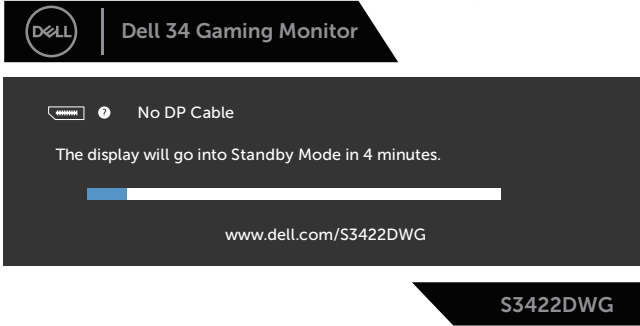 DELL
Dell 34 Gaming Monitor
? No DP Cable
The display will go into Standby Mode in 4 minutes.
www.dell.com/S3422DWG
S3422DWG